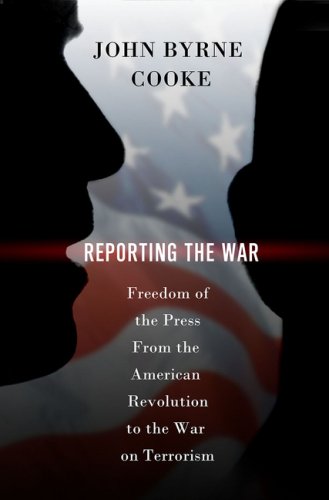 JOHN BYRNE
COOKE
REPORTING THE WAR
Freedom of
the Press
From the
American
Revolution
to the War
on Terrorism